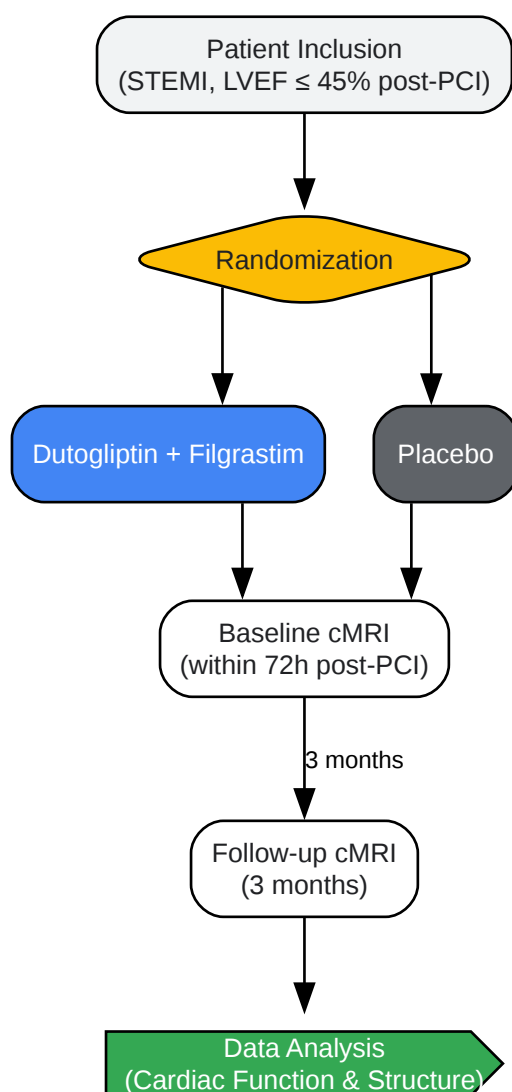 Patient Inclusion
(STEMI, LVEF ≤ 45% post-PCI)
Randomization
Dutogliptin + Filgrastim
Placebo
Baseline cMRI
(within 72h post-PCI)
3 months
Follow-up cMRI
(3 months)
Data Analysis
(Cardiac Function & Structure)